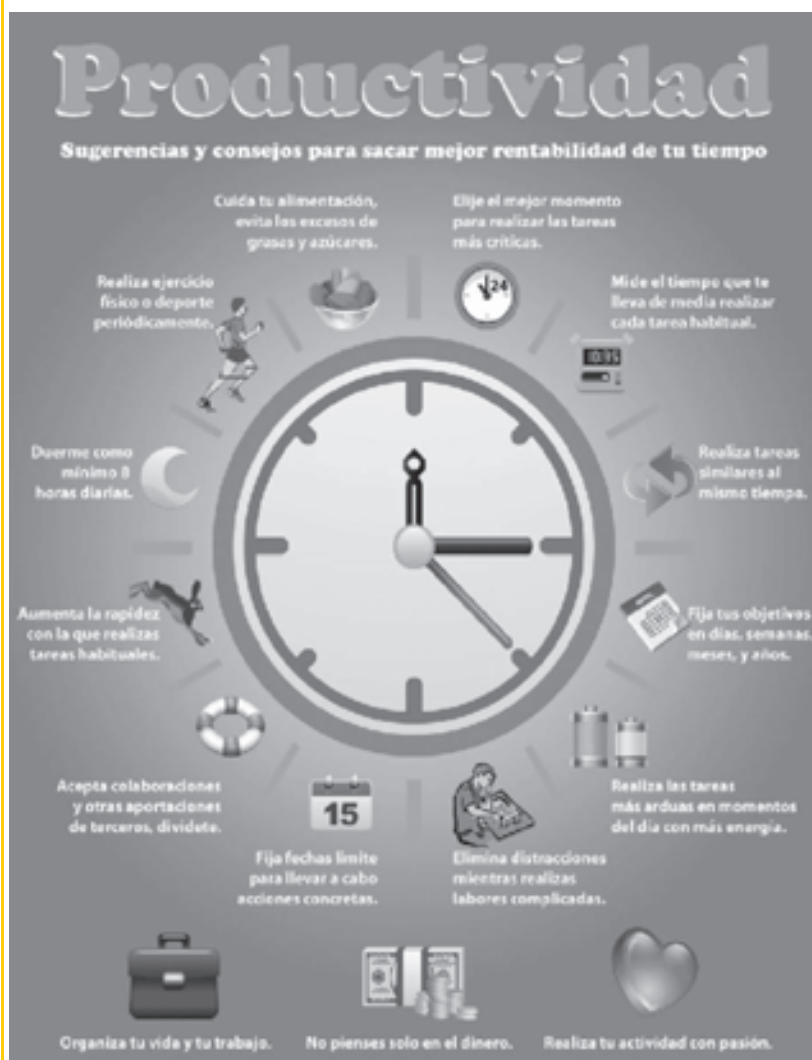 Productividad
Sugerencias y consejos para sacar mejor rentabilidad de tu tiempo
Cuida tu alimentación,
evita los excesos de
grasas y azúcares.
Elije el mejor momento
para realizar las tareas
más críticas.
24
Mide el tiempo que te
lleva de media realizar
cada tarea habitual.
Realiza tareas
similares al
mismo tiempo.
Fija tus objetivos
en días, semanas,
meses, y años.
Realiza las tareas
más arduas en momentos
del día con más energía.
Elimina distracciones
mientras realizas
labores complicadas.
15
Fija fechas límite
para llevar a cabo
acciones concretas.
Acepta colaboraciones
y otras aportaciones
de terceros, divídete.
Aumenta la rapidez
con la que realizas
tareas habituales.
Duerme como
mínimo 8
horas diarias.
Realiza ejercicio
físico o deporte
periódicamente.
Organiza tu vida y tu trabajo.
No pienses solo en el dinero.
Realiza tu actividad con pasión.